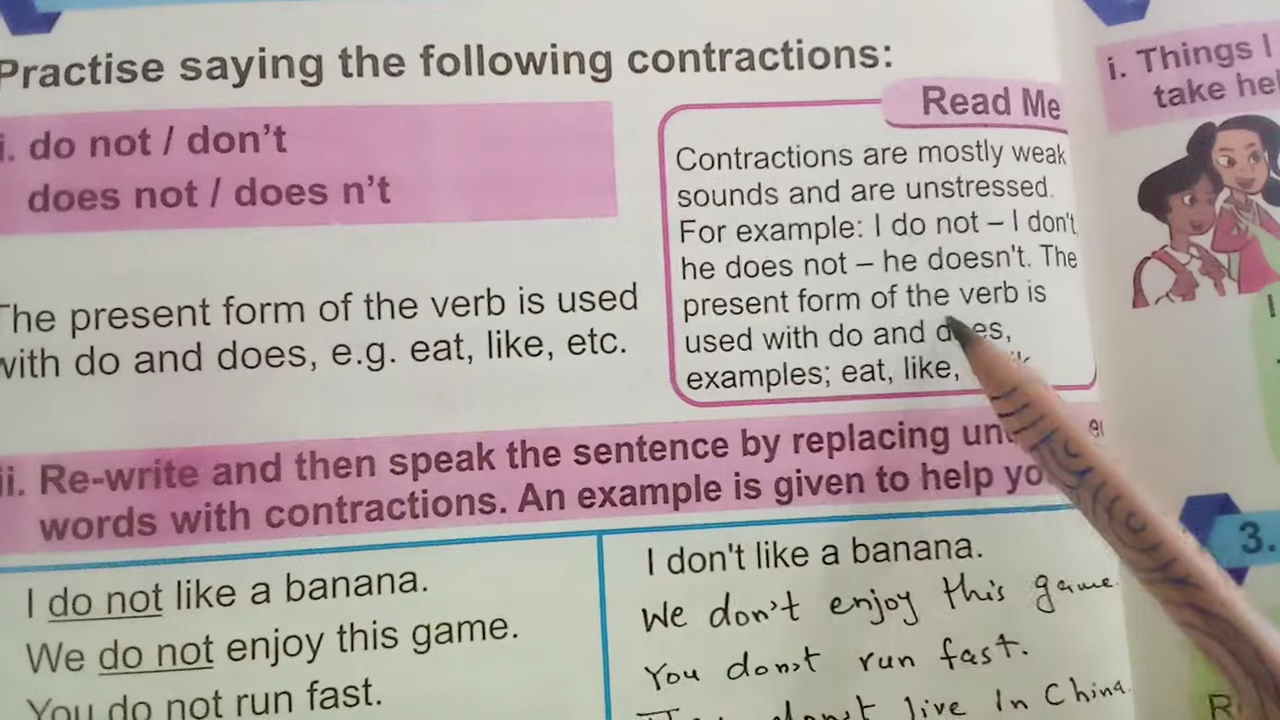 Practise saying the following contractions:
i. do not / don't
does not / does n't
The present form of the verb is used
with do and does, e.g. eat, like, etc.
Read Me
Contractions are mostly weak
sounds and are unstressed.
For example: I do not – I don't
he does not – he doesn't. The
present form of the verb is
used with do and does,
examples; eat, like,
ii. Re-write and then speak the sentence by replacing
words with contractions. An example is given to help
I do not like a banana.
We do not enjoy this game.
You do not run fast.
I don't like a banana.
We don't enjoy this game.
You don't run fast.
don't live In China.
i. Things I
take
3.